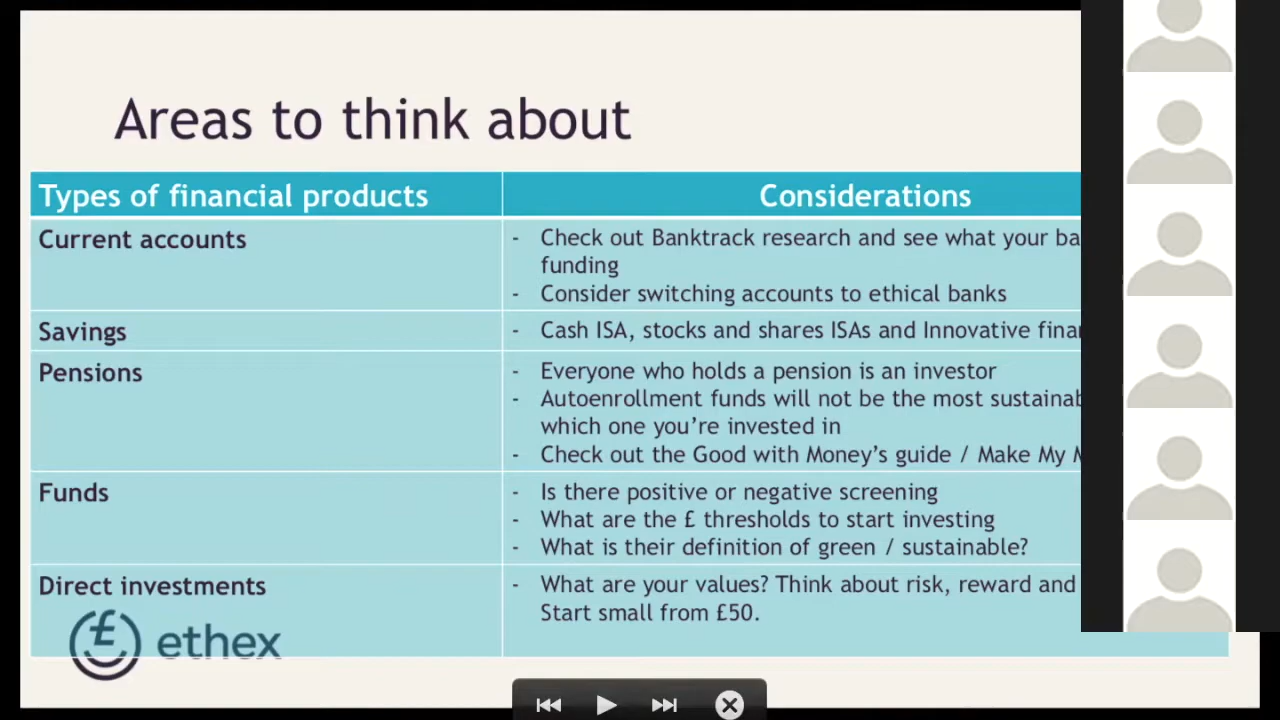 Areas to think about
Types of financial products
Considerations
Current accounts
- Check out Banktrack research and see what your
funding
- Consider switching accounts to ethical banks
Savings
- Cash ISA, stocks and shares ISAs and Innovative
Pensions
- Everyone who holds a pension is an investor
- Autoenrollment funds will not be the most
which one you’re invested in
- Check out the Good with Money’s guide / Make My
Funds
- Is there positive or negative screening
- What are the £ thresholds to start investing
- What is their definition of green / sustainable?
Direct investments
- What are your values? Think about risk, reward and
Start small from £50.
£ ethex